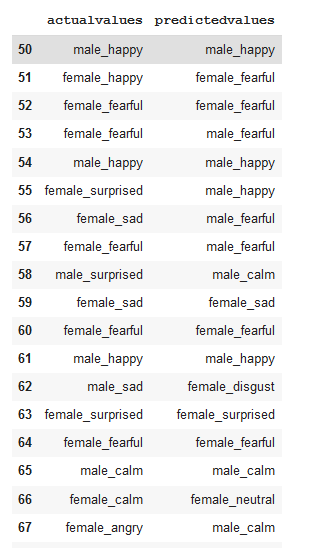 actualvalues predictedvalues
50 male_happy male_happy
51 female_happy female_fearful
52 female_fearful female_fearful
53 female_fearful male_fearful
54 male_happy male_happy
55 female_surprised male_happy
56 female_sad male_fearful
57 female_fearful male_fearful
58 male_surprised male_calm
59 female_sad female_sad
60 female_fearful female_fearful
61 male_happy male_happy
62 male_sad female_disgust
63 female_surprised female_surprised
64 female_fearful female_fearful
65 male_calm male_calm
66 female_calm female_neutral
67 female_angry male_calm